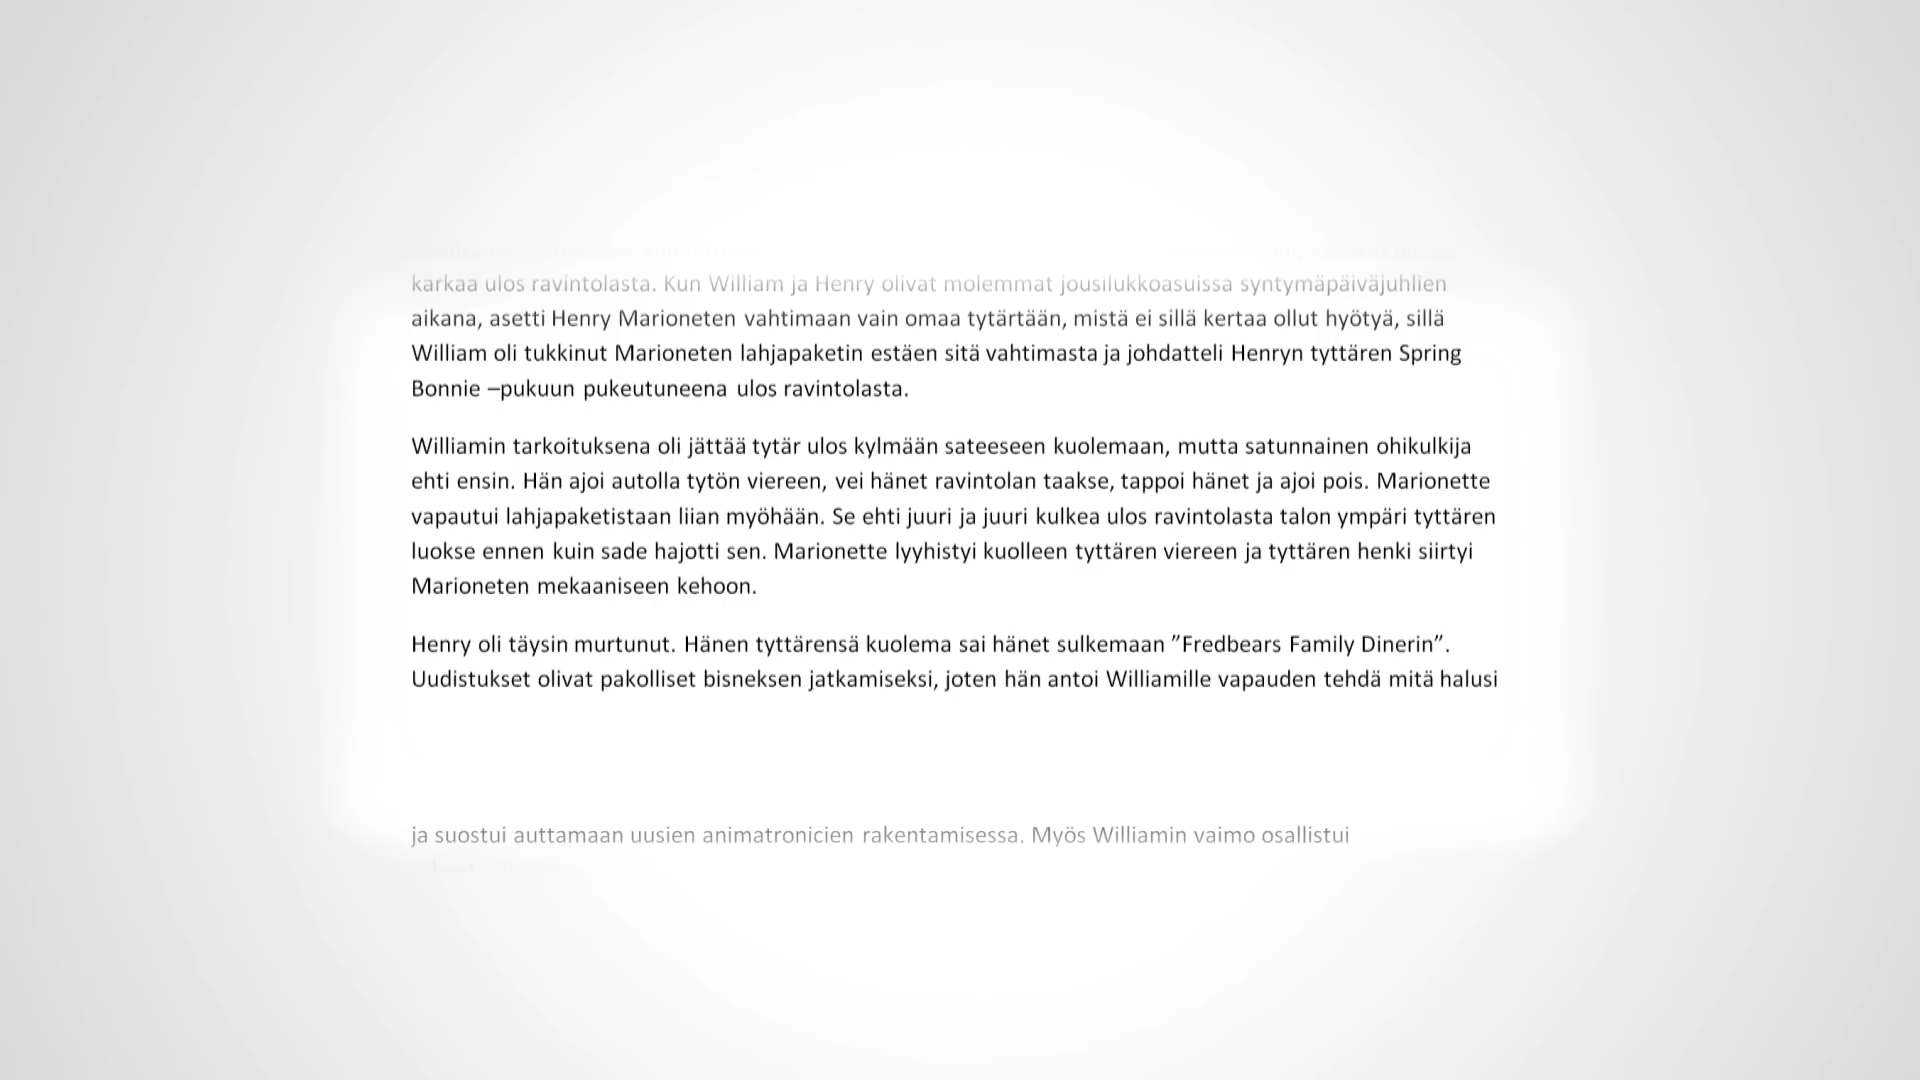 karkaa ulos ravintolasta. Kun William ja Henry olivat molemmat jousilukkoasuissa syntymäpäiväjuhlien
aikana, asetti Henry Marioneten vahtimaan vain omaa tytärtään, mistä ei sillä kertaa ollut hyötyä, sillä
William oli tukkinut Marioneten lahjapaketin estäen sitä vahtimasta ja johdatteli Henryn tyttären Spring
Bonnie –pukuun pukeutuneena ulos ravintolasta.
Williamin tarkoituksena oli jättää tytär ulos kylmään sateeseen kuolemaan, mutta satunnainen ohikulkija
ehti ensin. Hän ajoi autolla tytön viereen, vei hänet ravintolan taakse, tappoi hänet ja ajoi pois. Marionette
vapautui lahjapaketistaan liian myöhään. Se ehti juuri ja juuri kulkea ulos ravintolasta talon ympäri tyttären
luokse ennen kuin sade hajotti sen. Marionette lyyhistyi kuolleen tyttären viereen ja tyttären henki siirtyi
Marioneten mekaaniseen kehoon.
Henry oli täysin murtunut. Hänen tyttärensä kuolema sai hänet sulkemaan ”Fredbears Family Dinerin”.
Uudistukset olivat pakolliset bisneksen jatkamiseksi, joten hän antoi Williamille vapauden tehdä mitä halusi
ja suostui auttamaan uusien animatronicien rakentamisessa. Myös Williamin vaimo osallistui